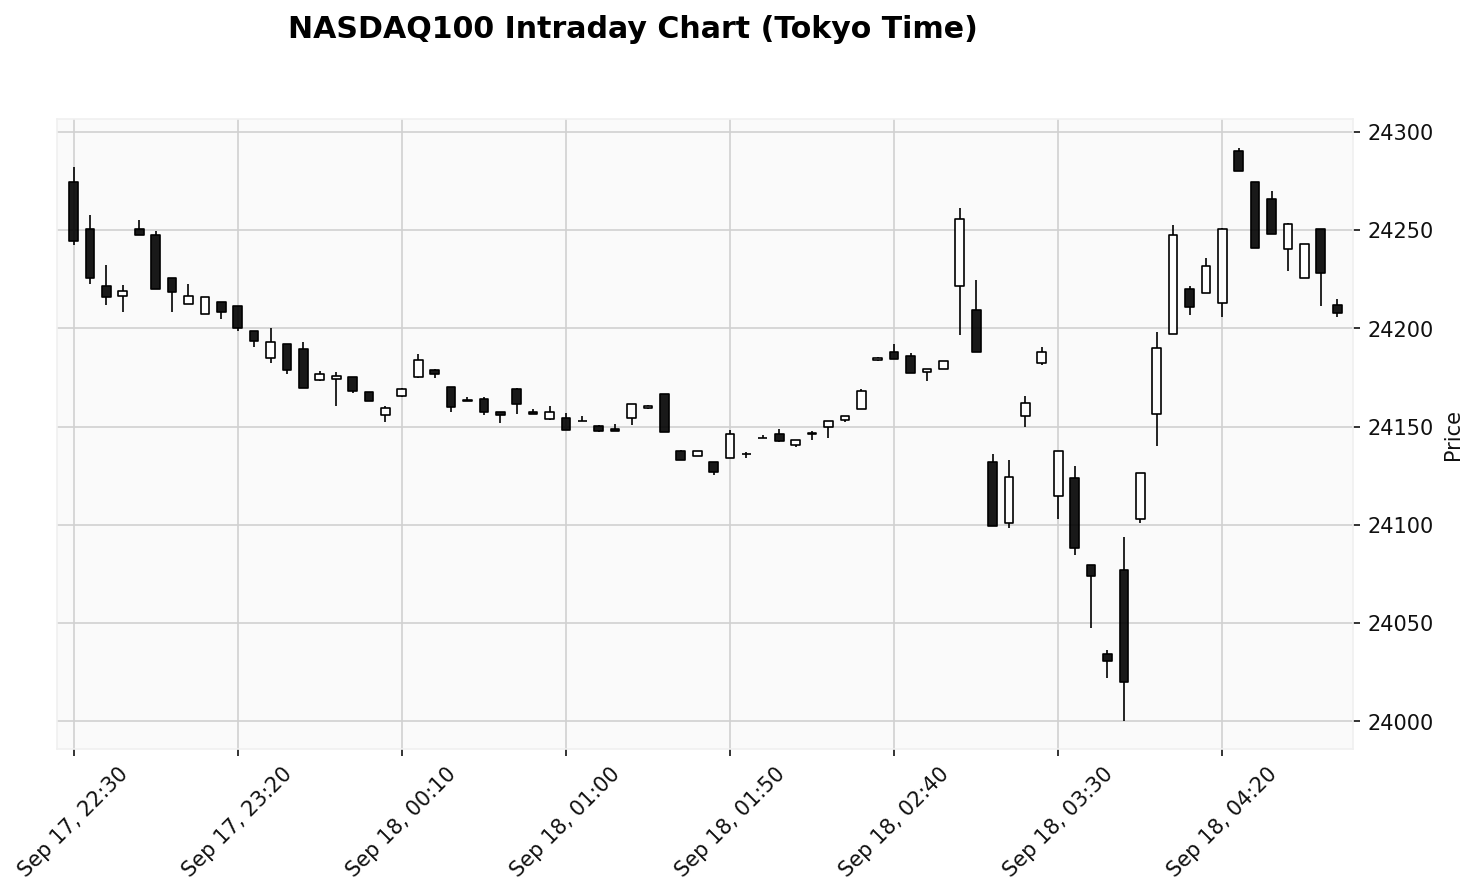 NASDAQ100 Intraday Chart (Tokyo Time)
24300
24250
24200
24150
24100
24050
24000
Price
Sep 17, 22:30
Sep 17, 23:20
Sep 18, 00:10
Sep 18, 01:00
Sep 18, 01:50
Sep 18, 02:40
Sep 18, 03:30
Sep 18, 04:20